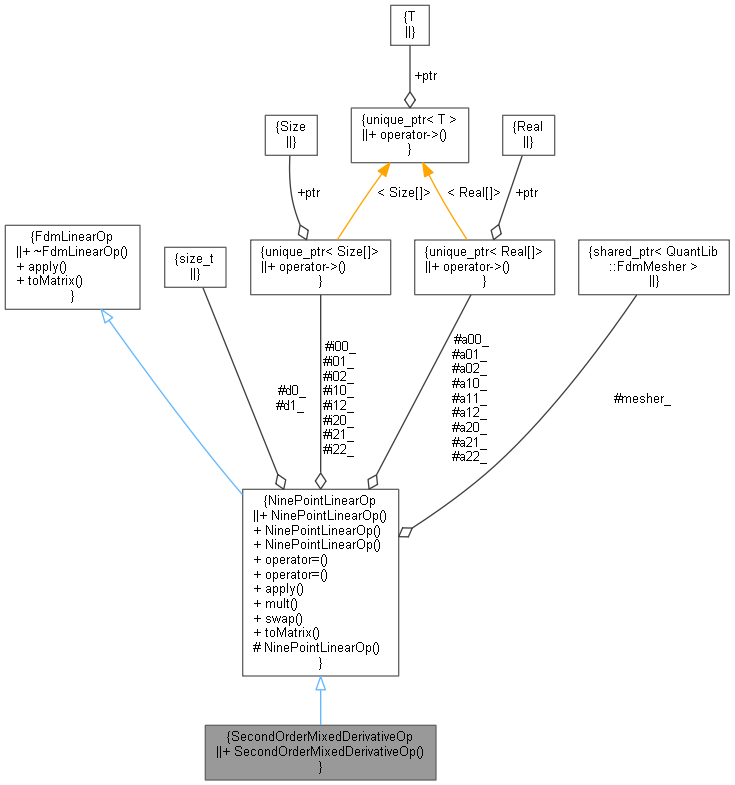 {T
||}
+ptr
{unique_ptr< T >
||+ operator->()
}
{Size
||}
{Real
||}
+ptr
< Size[]>
< Real[]>
+ptr
{FdmLinearOp
||+ ~FdmLinearOp()
+ apply()
+ toMatrix()
}
{size_t
||}
{unique_ptr< Size[]>
||+ operator->()
}
{unique_ptr< Real[]>
||+ operator->()
}
{shared_ptr< QuantLib
::FdmMesher >
||}
#d0_
#d1_
#i00_
#i01_
#i02_
#i10_
#i12_
#i20_
#i21_
#i22_
#a00_
#a01_
#a02_
#a10_
#a11_
#a12_
#a20_
#a21_
#a22_
#mesher_
{NinePointLinearOp
||+ NinePointLinearOp()
+ NinePointLinearOp()
+ NinePointLinearOp()
+ operator=()
+ operator=()
+ apply()
+ mult()
+ swap()
+ toMatrix()
# NinePointLinearOp()
}
{SecondOrderMixedDerivativeOp
||+ SecondOrderMixedDerivativeOp()
}